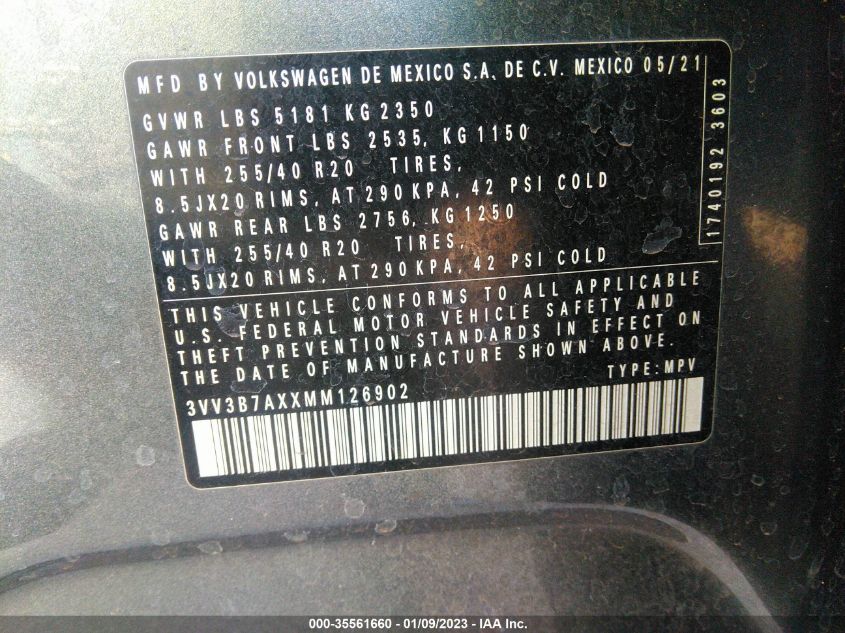 MFD BY VOLKSWAGEN DE MEXICO S.A. DE C.V. MEXICO 05/21
GVWR LBS 5181 KG 2350
GAWR FRONT LBS 2535, KG 1150
WITH 255/40 R20 TIRES,
8.5JX20 RIMS, AT 290 KPA, 42 PSI COLD
GAWR REAR LBS 2756, KG 1250
WITH 255/40 R20 TIRES,
8.5JX20 RIMS, AT 290 KPA, 42 PSI COLD
1740192 3603
THIS VEHICLE CONFORMS TO ALL APPLICABLE
U.S. FEDERAL MOTOR VEHICLE SAFETY AND
THEFT PREVENTION STANDARDS IN EFFECT ON
THE DATE OF MANUFACTURE SHOWN ABOVE.
TYPE: MPV
3VV3B7AXXMM126902
000-35561660 - 01/09/2023 - IAA Inc.